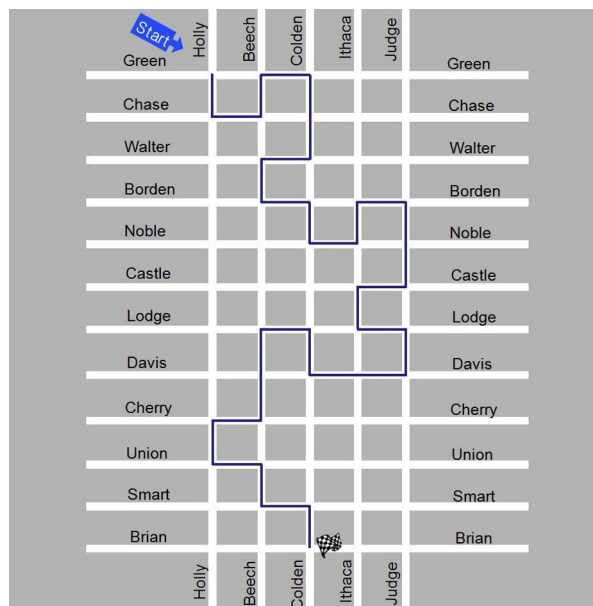 Start
Holly Beech Colden Ithaca Judge
Green Green
Chase Chase
Walter Walter
Borden Borden
Noble Noble
Castle Castle
Lodge Lodge
Davis Davis
Cherry Cherry
Union Union
Smart Smart
Brian Brian
Holly Beech Colden Ithaca Judge